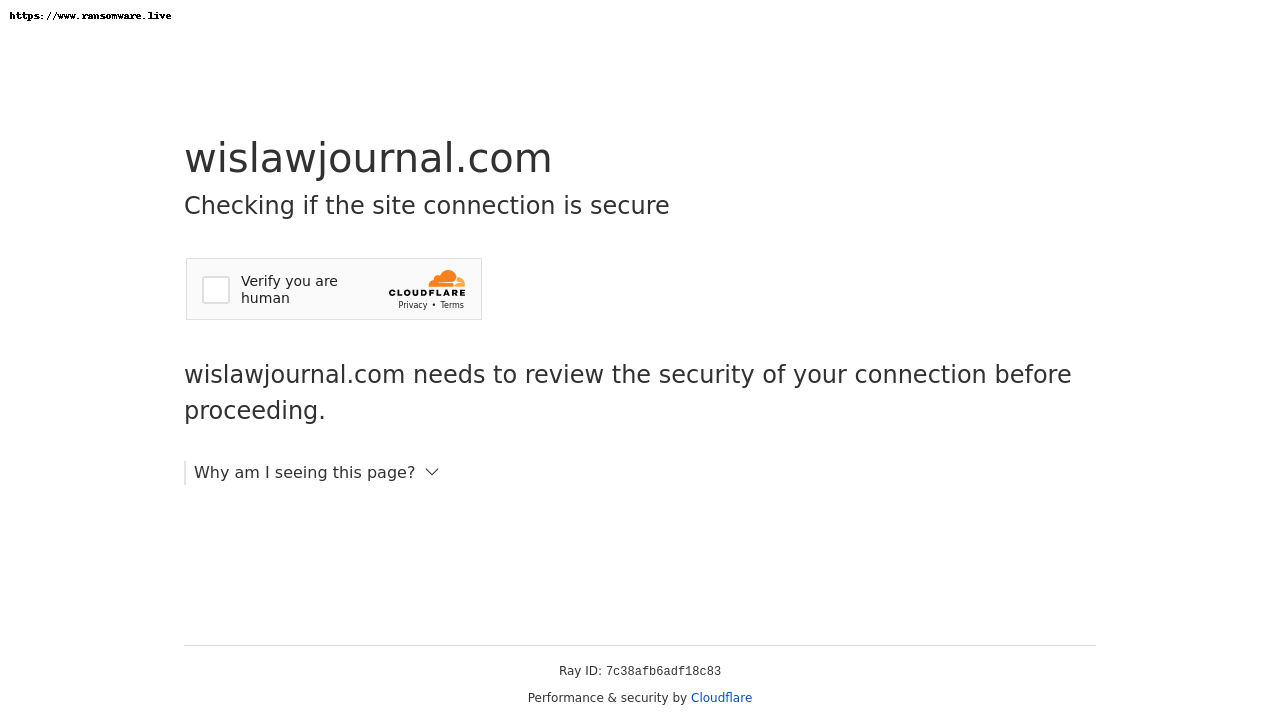 https://www.ransomware.live
wislawjournal.com
Checking if the site connection is secure
Verify you are
human
CLOUDFLARE
Privacy • Terms
wislawjournal.com needs to review the security of your connection before
proceeding.
Why am I seeing this page?
Ray ID: 7c38afb6adf18c83
Performance & security by Cloudflare